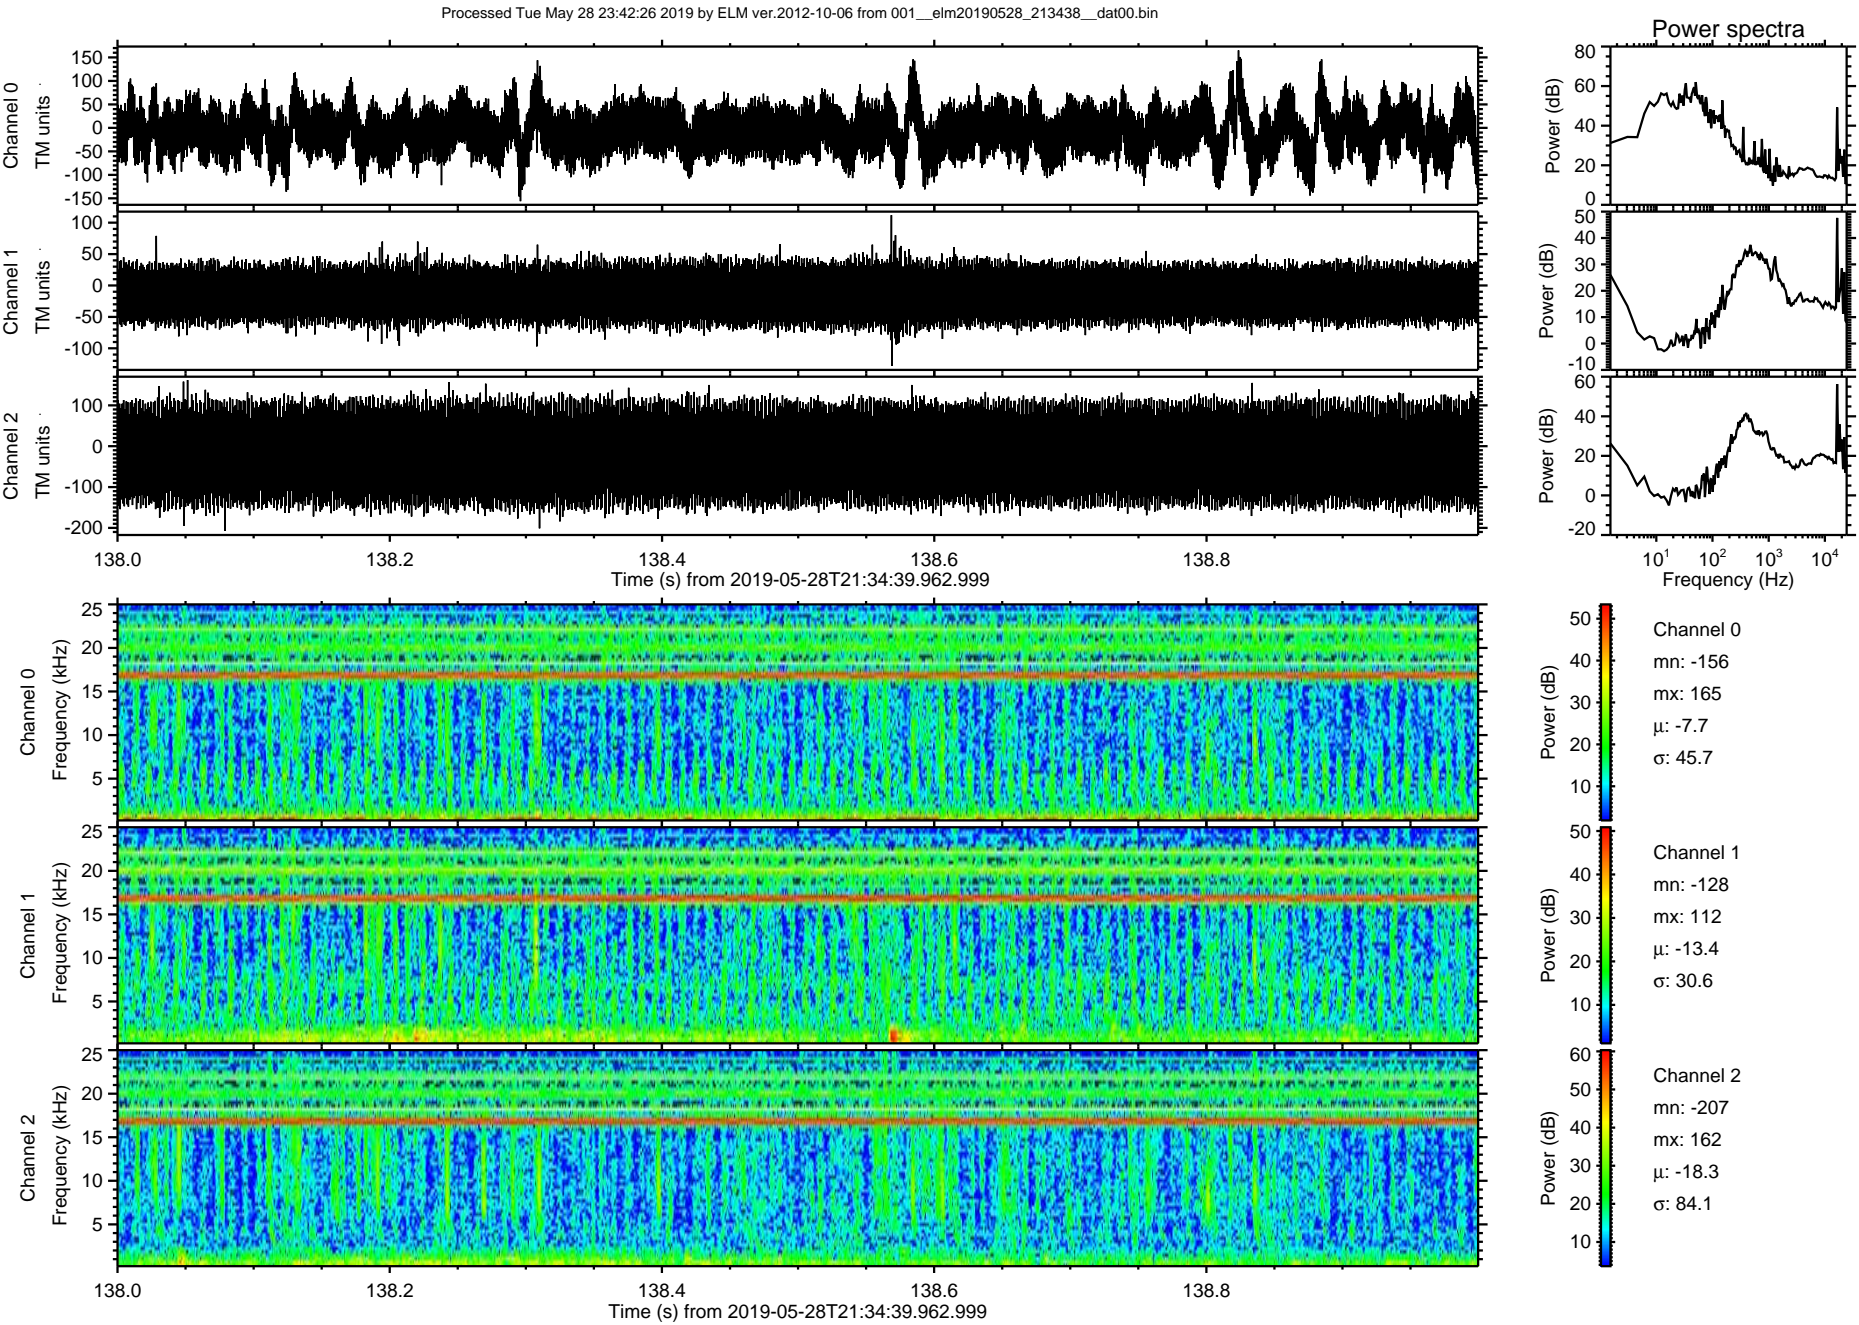 Processed Tue May 28 23:42:26 2019 by ELM ver.2012-10-06 from 001__elm20190528_213438__dat00.bin
Power spectra
Channel 0
TM units
150
100
50
0
-50
-100
-150
Power (dB)
80
60
40
20
0
Channel 1
TM units
100
50
0
-50
-100
Power (dB)
50
40
30
20
10
0
-10
Channel 2
TM units
100
0
-100
-200
Power (dB)
60
40
20
0
-20
138.0 138.2 138.4 138.6 138.8
Time (s) from 2019-05-28T21:34:39.962.999
10^1 10^2 10^3 10^4
Frequency (Hz)
Channel 0
Frequency (kHz)
25
20
15
10
5
Power (dB)
50
40
30
20
10
Channel 0
mn: -156
mx: 165
μ: -7.7
σ: 45.7
Channel 1
Frequency (kHz)
25
20
15
10
5
Power (dB)
50
40
30
20
10
Channel 1
mn: -128
mx: 112
μ: -13.4
σ: 30.6
Channel 2
Frequency (kHz)
25
20
15
10
5
Power (dB)
60
50
40
30
20
10
Channel 2
mn: -207
mx: 162
μ: -18.3
σ: 84.1
138.0 138.2 138.4 138.6 138.8
Time (s) from 2019-05-28T21:34:39.962.999